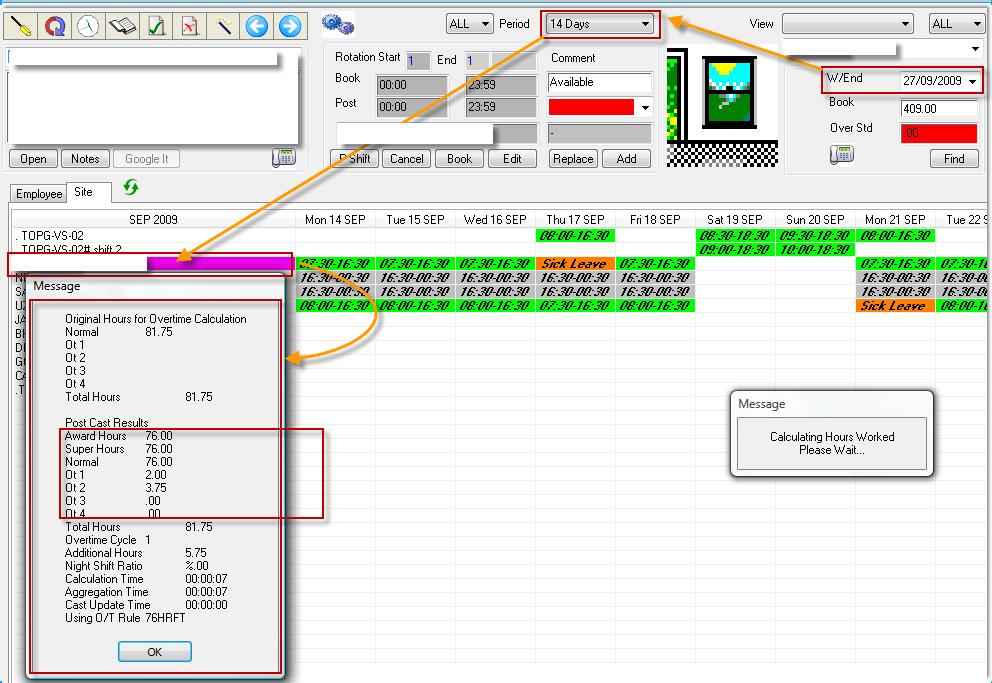 ALL Period 14 Days View ALL
Rotation Start 1 End 1 Comment
W/End 27/09/2009
Book 00:00 23:59 Available
Book 409.00
Post 00:00 23:59
Over Std .00
-
Open Notes Google It Shift Cancel Book Edit Replace Add Find
Employee Site
SEP 2009 Mon 14 SEP Tue 15 SEP Wed 16 SEP Thu 17 SEP Fri 18 SEP Sat 19 SEP Sun 20 SEP Mon 21 SEP Tue 22 S
. TOPG-VS-02 08:00-16:30 08:30-18:30 09:30-18:30 08:00-16:30
. TOPG-VS-02# shift 2 09:00-18:30 10:00-18:30
07:30-16:30 07:30-16:30 07:30-16:30 Sick Leave 07:30-16:30 07:30-16:30 07:30-1
16:30-00:30 16:30-00:30 16:30-00:30 16:30-00:30 16:30-00:30 16:30-00:30 16:30-0
16:30-00:30 16:30-00:30 16:30-00:30 16:30-00:30 16:30-00:30 16:30-00:30 16:30-0
08:00-16:30 08:00-16:30 08:00-16:30 07:30-16:30 08:00-16:30 Sick Leave 08:00-1
Message
Original Hours for Overtime Calculation
Normal 81.75
Ot 1
Ot 2
Ot 3
Ot 4
Total Hours 81.75
Post Cast Results
Award Hours 76.00
Super Hours 76.00
Normal 76.00
Ot 1 2.00
Ot 2 3.75
Ot 3 .00
Ot 4 .00
Total Hours 81.75
Overtime Cycle 1
Additional Hours 5.75
Night Shift Ratio %.00
Calculation Time 00:00:07
Aggregation Time 00:00:07
Cast Update Time 00:00:00
Using O/T Rule 76HRFT
OK
Message
Calculating Hours Worked
Please Wait...